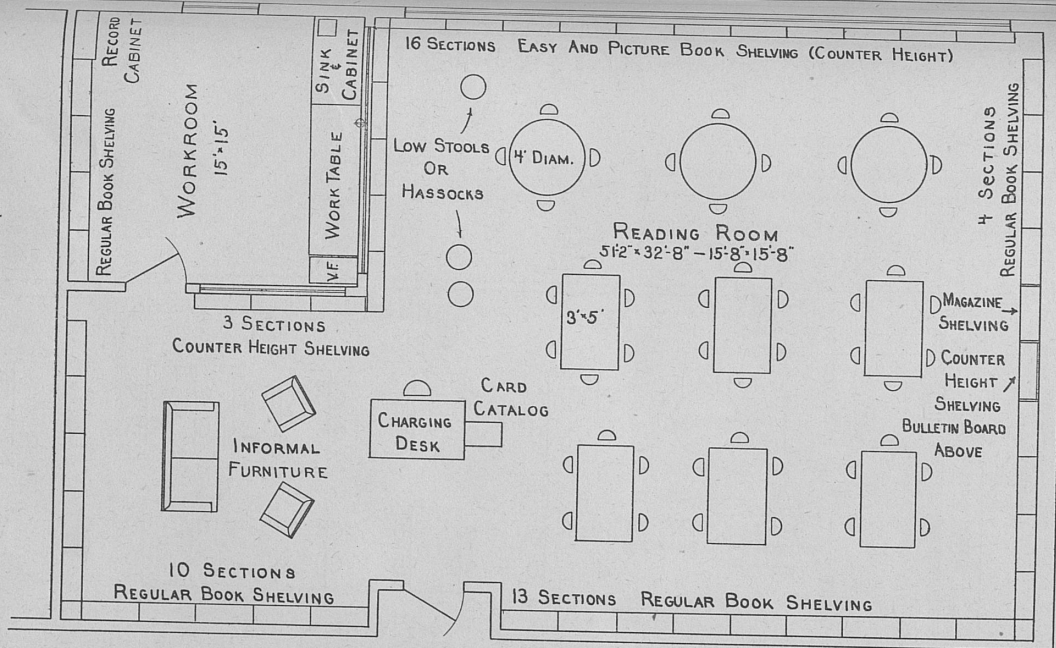 RECORD
CABINET
REGULAR BOOK SHELVING
WORKROOM
15'×15'
SINK
&
CABINET
WORK TABLE
V.F.
16 SECTIONS EASY AND PICTURE BOOK SHELVING (COUNTER HEIGHT)
LOW STOOLS
OR
HASSOCKS
4' DIAM.
4 SECTIONS
REGULAR BOOK SHELVING
READING ROOM
51'-2" × 32'-8" — 15'-8" × 15'-8"
3'×5'
MAGAZINE
SHELVING
COUNTER
HEIGHT
SHELVING
BULLETIN BOARD
ABOVE
3 SECTIONS
COUNTER HEIGHT SHELVING
CARD
CATALOG
CHARGING
DESK
INFORMAL
FURNITURE
10 SECTIONS
REGULAR BOOK SHELVING
13 SECTIONS REGULAR BOOK SHELVING